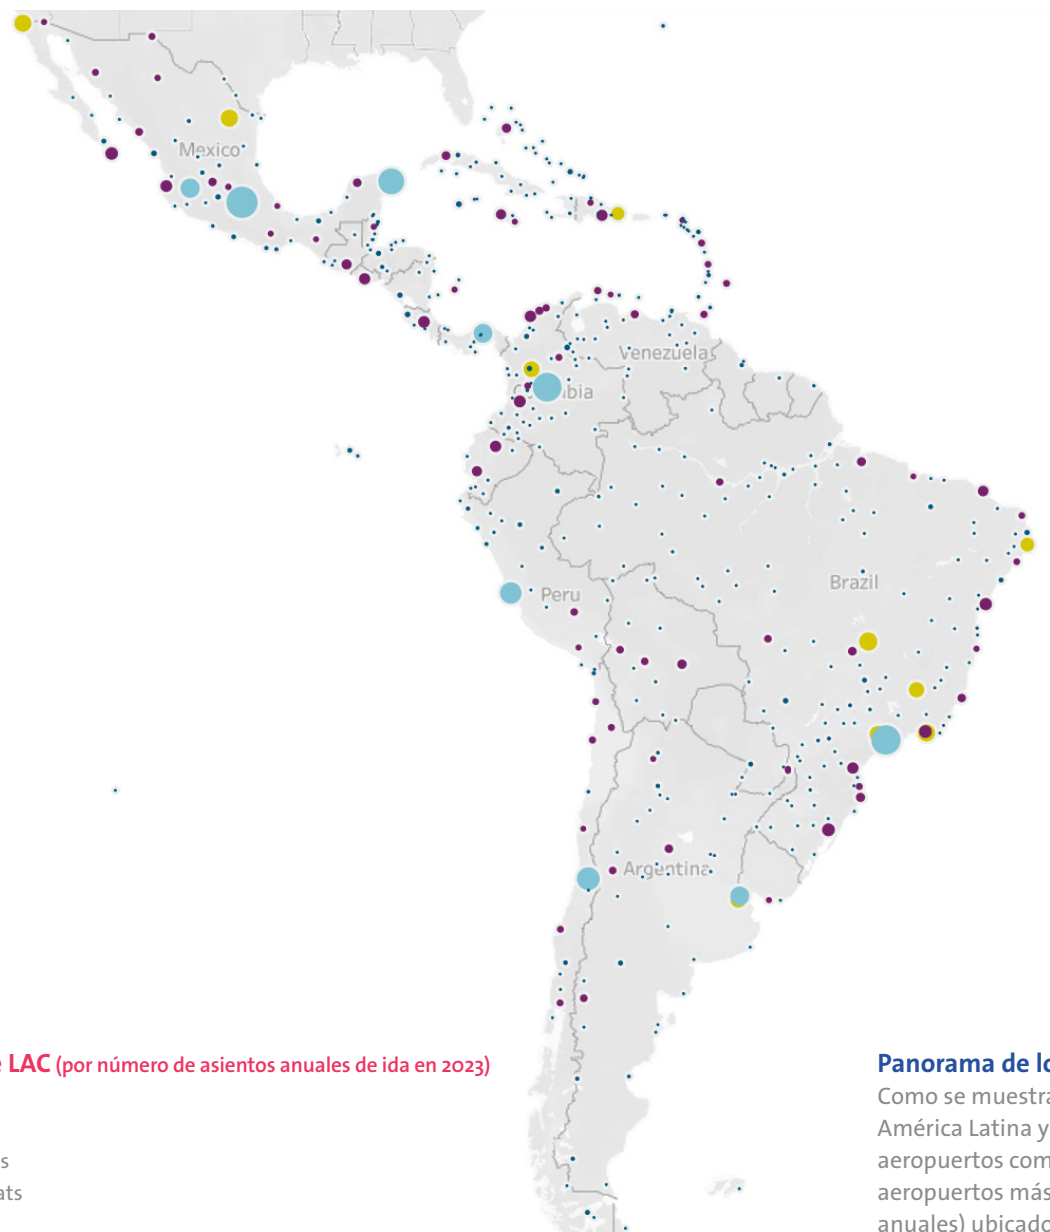 Mexico
Venezuela
Peru
Brazil
Argentina
LAC (por número de asientos anuales de ida en 2023)
s
ats
Panorama de lo
Como se muestra
América Latina y
aeropuertos com
aeropuertos más
anuales) ubicado